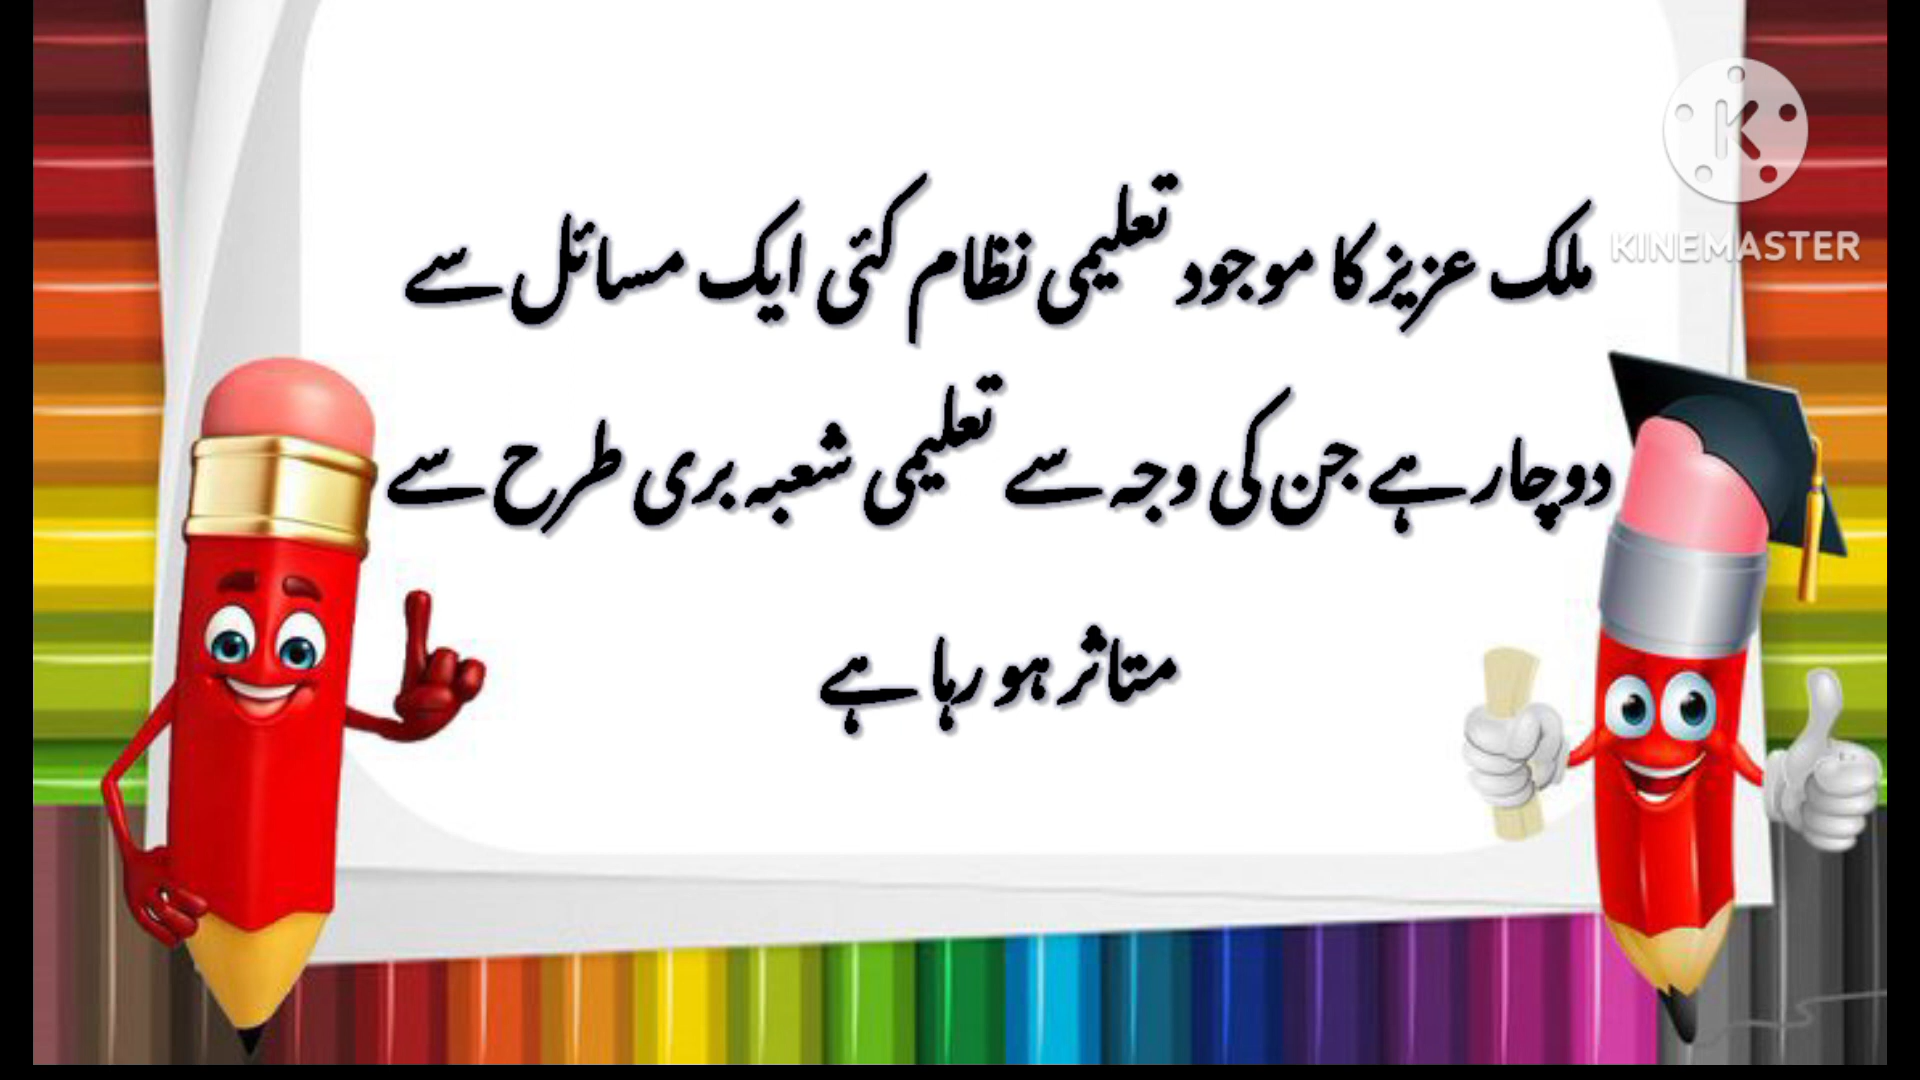 ملک عزیز کا موجود تعلیمی نظام کئی ایک مسائل سے
دوچار ہے جن کی وجہ سے تعلیمی شعبہ بری طرح سے
متاثر ہو رہا ہے
KINEMASTER